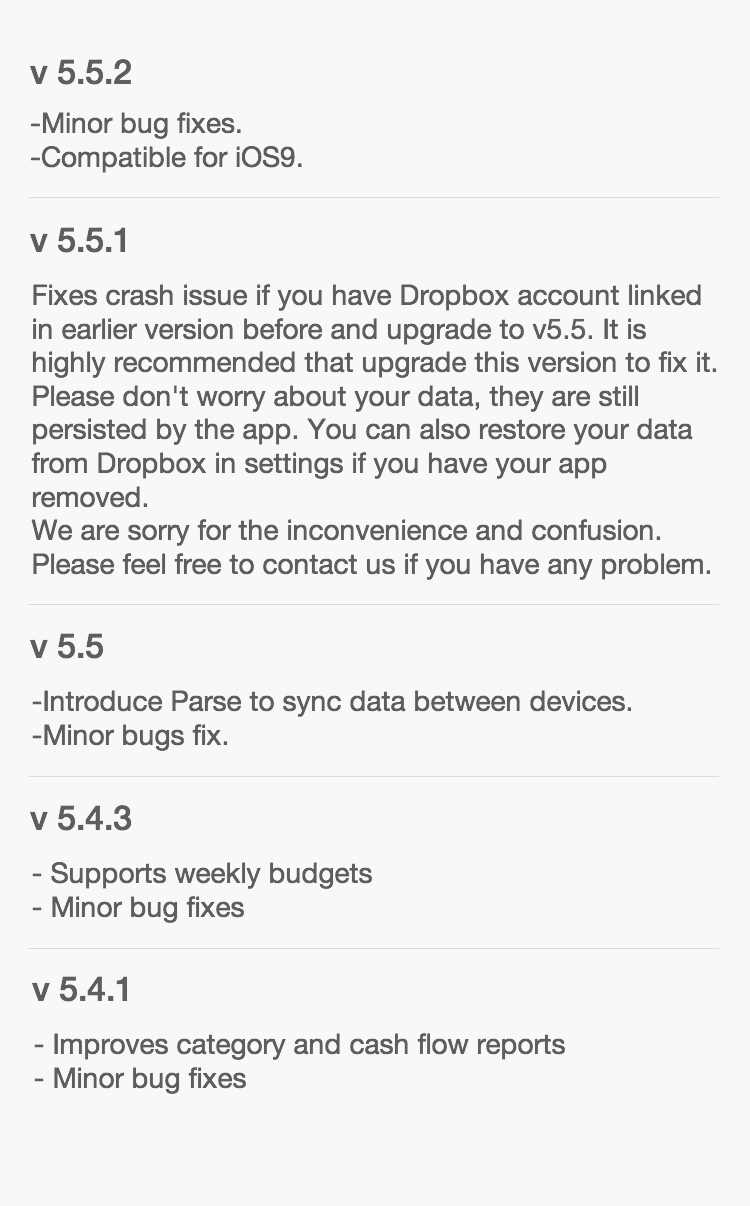 v 5.5.2
-Minor bug fixes.
-Compatible for iOS9.
v 5.5.1
Fixes crash issue if you have Dropbox account linked
in earlier version before and upgrade to v5.5. It is
highly recommended that upgrade this version to fix it.
Please don't worry about your data, they are still
persisted by the app. You can also restore your data
from Dropbox in settings if you have your app
removed.
We are sorry for the inconvenience and confusion.
Please feel free to contact us if you have any problem.
v 5.5
-Introduce Parse to sync data between devices.
-Minor bugs fix.
v 5.4.3
- Supports weekly budgets
- Minor bug fixes
v 5.4.1
- Improves category and cash flow reports
- Minor bug fixes